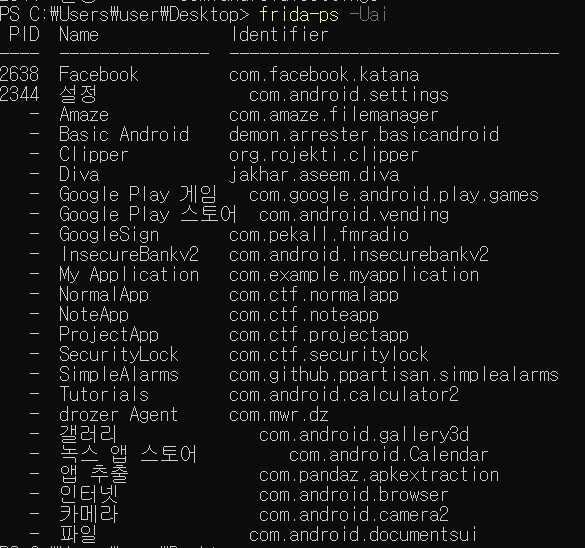 PS C:\Users\user\Desktop> frida-ps -Uai
PID  Name  Identifier
----  ---------------  ---------------------------------
2638  Facebook  com.facebook.katana
2344  설정  com.android.settings
-  Amaze  com.amaze.filemanager
-  Basic Android  demon.arrester.basicandroid
-  Clipper  org.rojekti.clipper
-  Diva  jakhar.aseem.diva
-  Google Play 게임  com.google.android.play.games
-  Google Play 스토어  com.android.vending
-  GoogleSign  com.pekall.fmradio
-  InsecureBankv2  com.android.insecurebankv2
-  My Application  com.example.myapplication
-  NormalApp  com.ctf.normalapp
-  NoteApp  com.ctf.noteapp
-  ProjectApp  com.ctf.projectapp
-  SecurityLock  com.ctf.securitylock
-  SimpleAlarms  com.github.ppartisan.simplealarms
-  Tutorials  com.android.calculator2
-  drozer Agent  com.mwr.dz
-  갤러리  com.android.gallery3d
-  녹스 앱 스토어  com.android.Calendar
-  앱 추출  com.pandaz.apkextraction
-  인터넷  com.android.browser
-  카메라  com.android.camera2
-  파일  com.android.documentsui